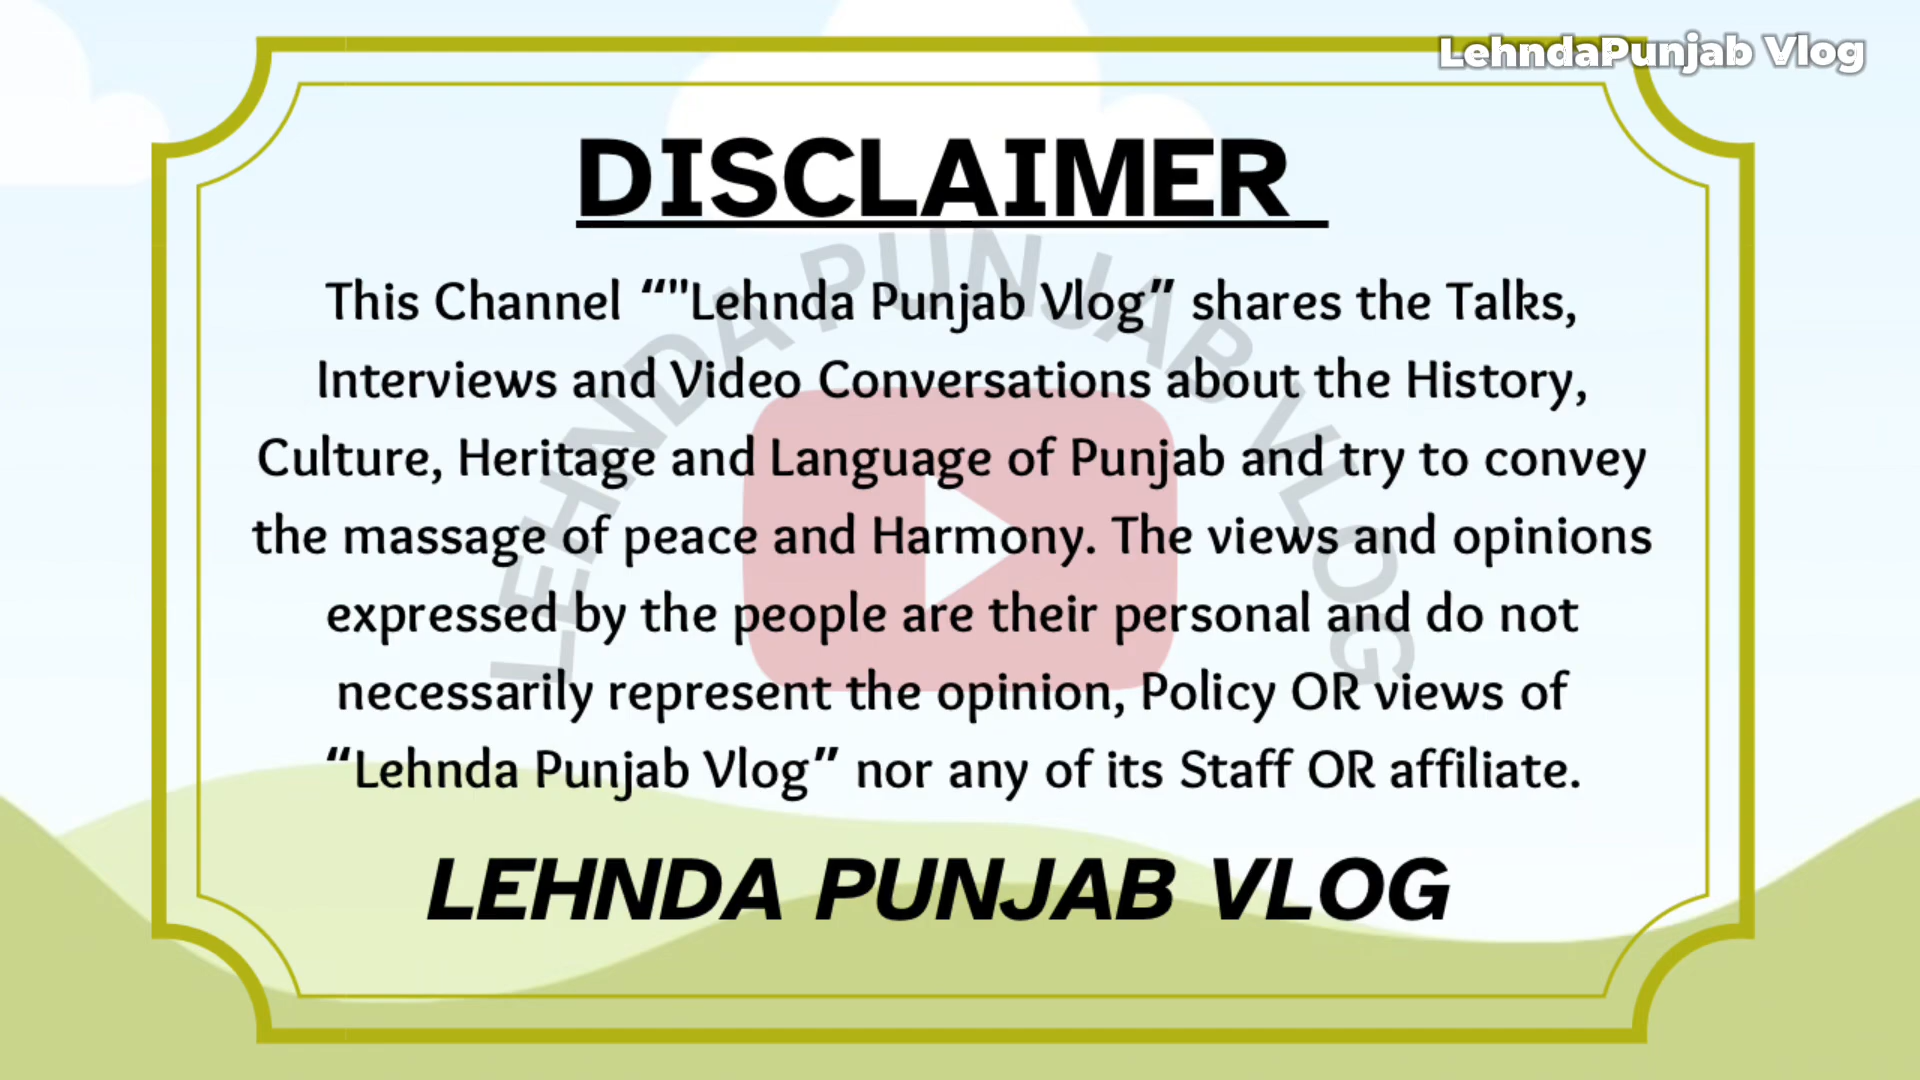 LehndaPunjab Vlog
DISCLAIMER
This Channel “"Lehnda Punjab Vlog” shares the Talks,
Interviews and Video Conversations about the History,
Culture, Heritage and Language of Punjab and try to convey
the massage of peace and Harmony. The views and opinions
expressed by the people are their personal and do not
necessarily represent the opinion, Policy OR views of
“Lehnda Punjab Vlog” nor any of its Staff OR affiliate.
LEHNDA PUNJAB VLOG
LEHNDA PUNJAB VLOG